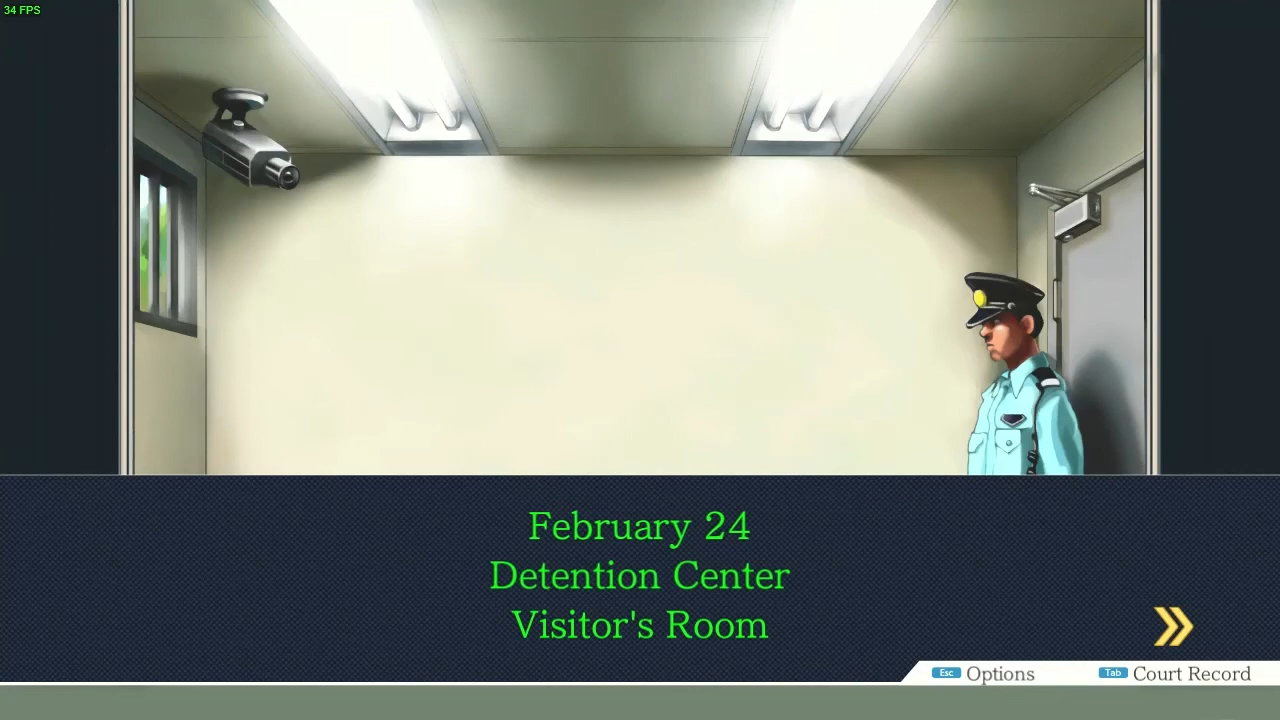 34 FPS
February 24
Detention Center
Visitor's Room
Esc Options Tab Court Record